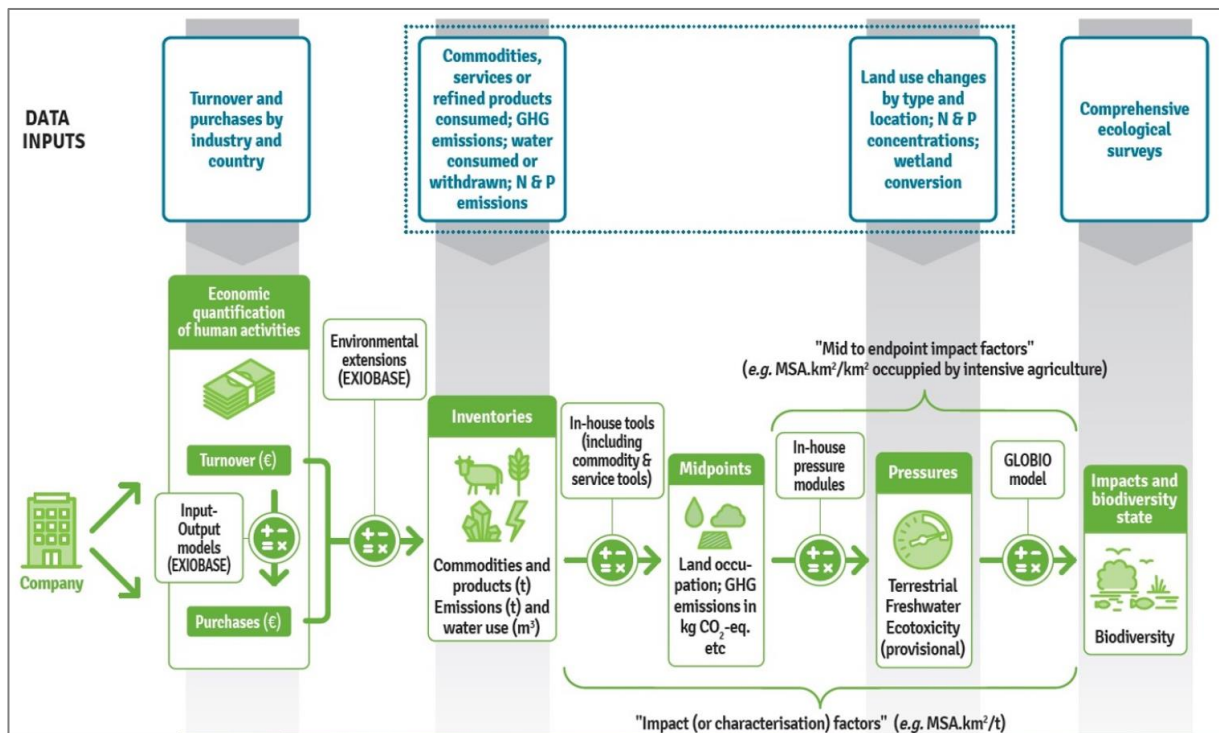 DATA
INPUTS
Turnover and
purchases by
industry and
country
Commodities,
services or
refined products
consumed; GHG
emissions; water
consumed or
withdrawn; N & P
emissions
Land use changes
by type and
location; N & P
concentrations;
wetland
conversion
Comprehensive
ecological
surveys
Economic
quantification
of human activities
Environmental
extensions
(EXIOBASE)
"Mid to endpoint impact factors"
(e.g. MSA.km²/km² occuppied by intensive agriculture)
Company
Turnover (€)
Input-
Output
models
(EXIOBASE)
Purchases (€)
Inventories
Commodities and
products (t)
Emissions (t) and
water use (m³)
In-house tools
(including
commodity &
service tools)
Midpoints
Land occu-
pation; GHG
emissions in
kg CO₂-eq.
etc
In-house
pressure
modules
Pressures
Terrestrial
Freshwater
Ecotoxicity
(provisional)
GLOBIO
model
Impacts and
biodiversity
state
Biodiversity
"Impact (or characterisation) factors" (e.g. MSA.km²/t)